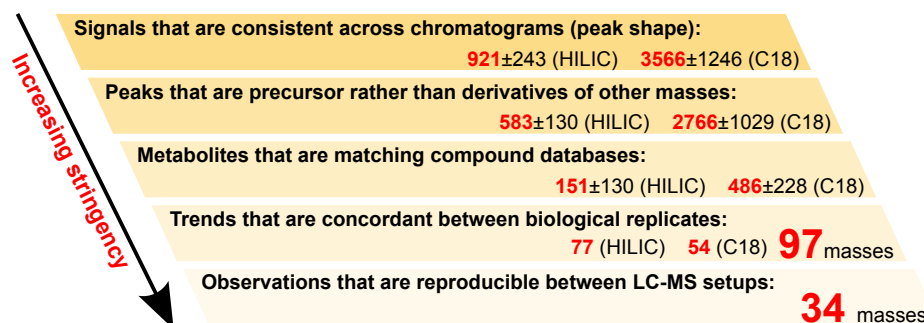 Increasing stringency
Signals that are consistent across chromatograms (peak shape):
921±243 (HILIC) 3566±1246 (C18)
Peaks that are precursor rather than derivatives of other masses:
583±130 (HILIC) 2766±1029 (C18)
Metabolites that are matching compound databases:
151±130 (HILIC) 486±228 (C18)
Trends that are concordant between biological replicates:
77 (HILIC) 54 (C18) 97 masses
Observations that are reproducible between LC-MS setups:
34 masses